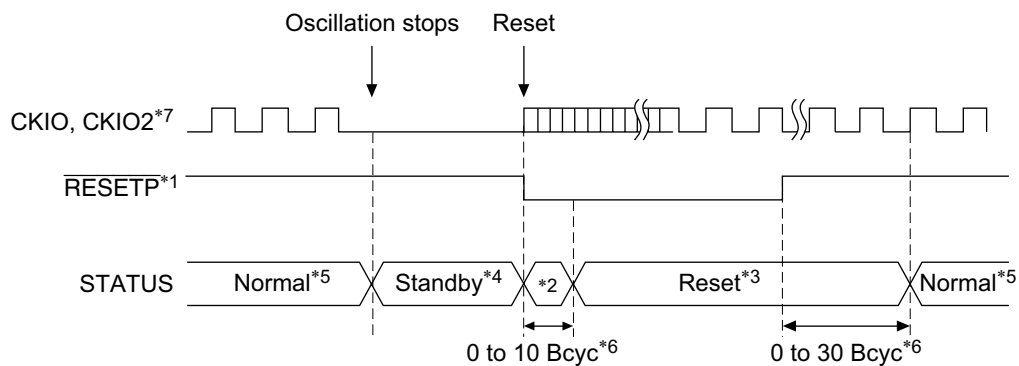 Oscillation stops Reset
CKIO, CKIO2*7
RESETP*1
STATUS Normal*5 Standby*4 *2 Reset*3 Normal*5
0 to 10 Bcyc*6 0 to 30 Bcyc*6